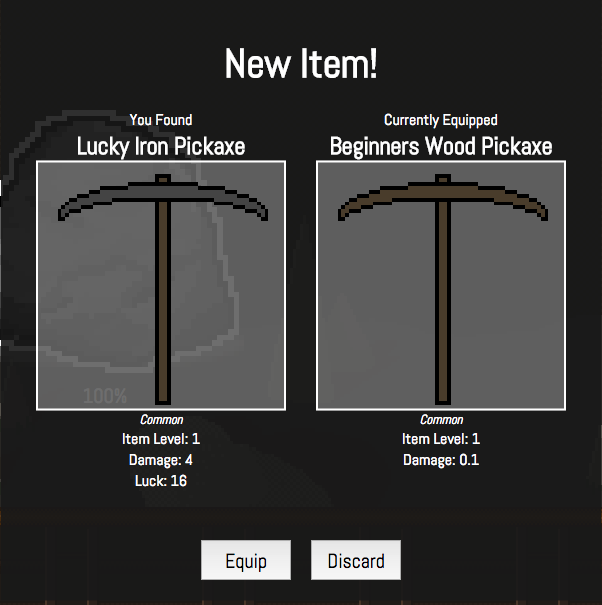 New Item!
You Found
Lucky Iron Pickaxe
Currently Equipped
Beginners Wood Pickaxe
100%
Common
Item Level: 1
Damage: 4
Luck: 16
Common
Item Level: 1
Damage: 0.1
Equip
Discard